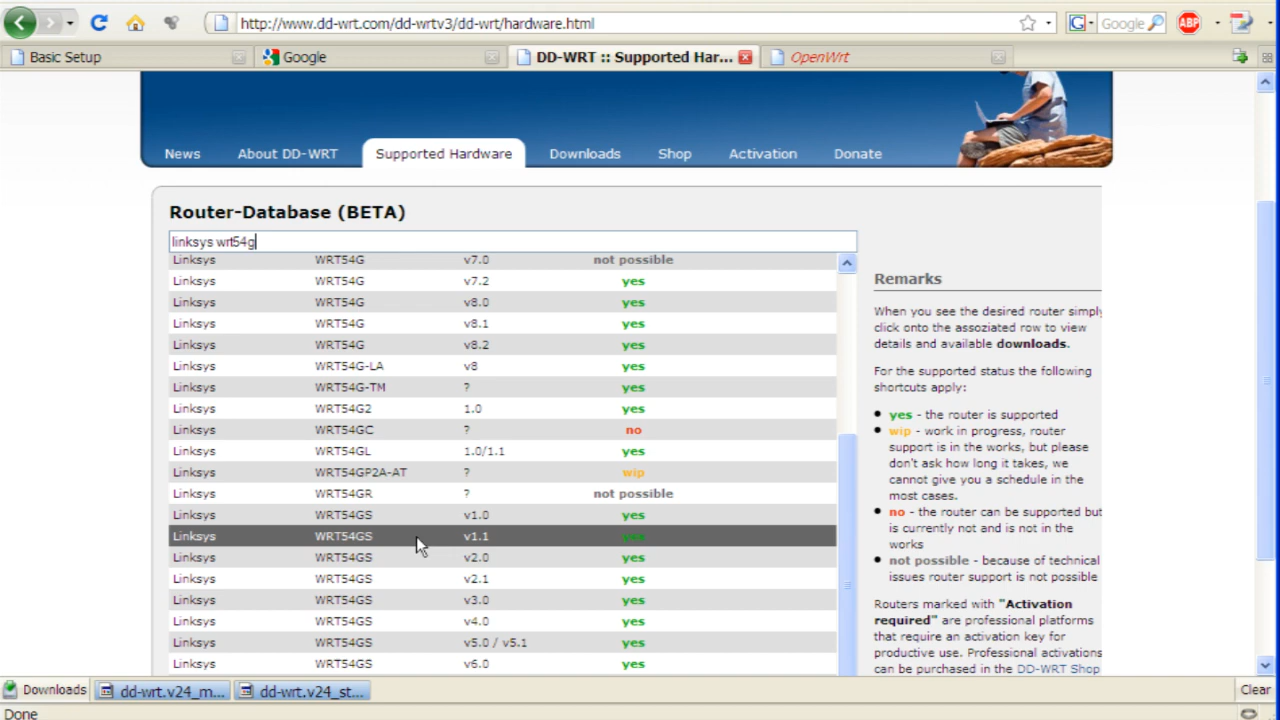 http://www.dd-wrt.com/dd-wrtv3/dd-wrt/hardware.html
G Google ABP
Basic Setup Google DD-WRT :: Supported Har... OpenWrt
News About DD-WRT Supported Hardware Downloads Shop Activation Donate
Router-Database (BETA)
linksys wrt54g
Linksys WRT54G v7.0 not possible
Linksys WRT54G v7.2 yes
Linksys WRT54G v8.0 yes
Linksys WRT54G v8.1 yes
Linksys WRT54G v8.2 yes
Linksys WRT54G-LA v8 yes
Linksys WRT54G-TM ? yes
Linksys WRT54G2 1.0 yes
Linksys WRT54GC ? no
Linksys WRT54GL 1.0/1.1 yes
Linksys WRT54GP2A-AT ? wip
Linksys WRT54GR ? not possible
Linksys WRT54GS v1.0 yes
Linksys WRT54GS v1.1 yes
Linksys WRT54GS v2.0 yes
Linksys WRT54GS v2.1 yes
Linksys WRT54GS v3.0 yes
Linksys WRT54GS v4.0 yes
Linksys WRT54GS v5.0 / v5.1 yes
Linksys WRT54GS v6.0 yes
Remarks
When you see the desired router simply
click onto the assoziated row to view
details and available downloads.
For the supported status the following
shortcuts apply:
yes - the router is supported
wip - work in progress, router
support is in the works, but please
don't ask how long it takes, we
cannot give you a schedule in the
most cases.
no - the router can be supported but
is currently not and is not in the
works
not possible - because of technical
issues router support is not possible
Routers marked with "Activation
required" are professional platforms
that require an activation key for
productive use. Professional activations
can be purchased in the DD-WRT Shop
Downloads dd-wrt.v24_m... dd-wrt.v24_st... Clear
Done